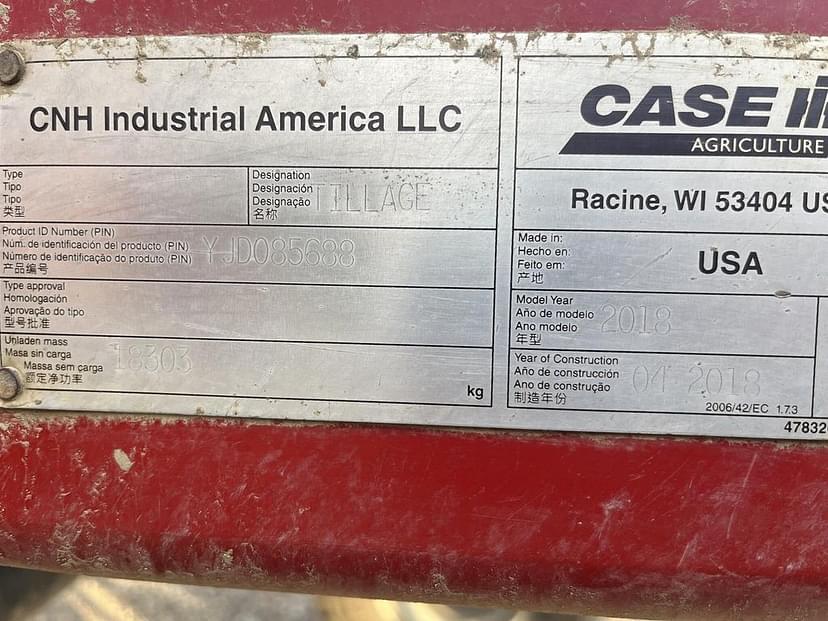 CNH Industrial America LLC
CASE IH
AGRICULTURE
Type
Tipo
Tipo
类型
Designation
Designación
Designação
名称
TILLAGE
Racine, WI 53404 US
Product ID Number (PIN)
Núm. de identificación del producto (PIN)
Número de identificação do produto (PIN)
产品编号
YJD085688
Made in:
Hecho en:
Feito em:
产地
USA
Type approval
Homologación
Aprovação do tipo
型号批准
Model Year
Año de modelo
Ano modelo
年型
2018
Unladen mass
Masa sin carga
Massa sem carga
额定净功率
18303
kg
Year of Construction
Año de construcción
Ano de construção
制造年份
04 2018
2006/42/EC 1.7.3
47832